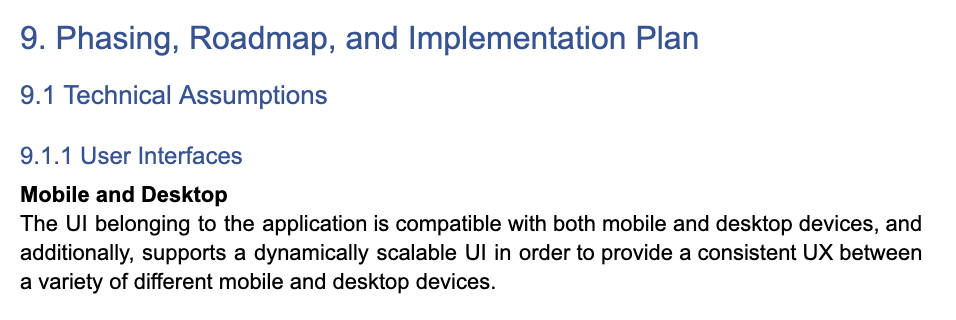 9. Phasing, Roadmap, and Implementation Plan
9.1 Technical Assumptions
9.1.1 User Interfaces
Mobile and Desktop
The UI belonging to the application is compatible with both mobile and desktop devices, and
additionally, supports a dynamically scalable UI in order to provide a consistent UX between
a variety of different mobile and desktop devices.